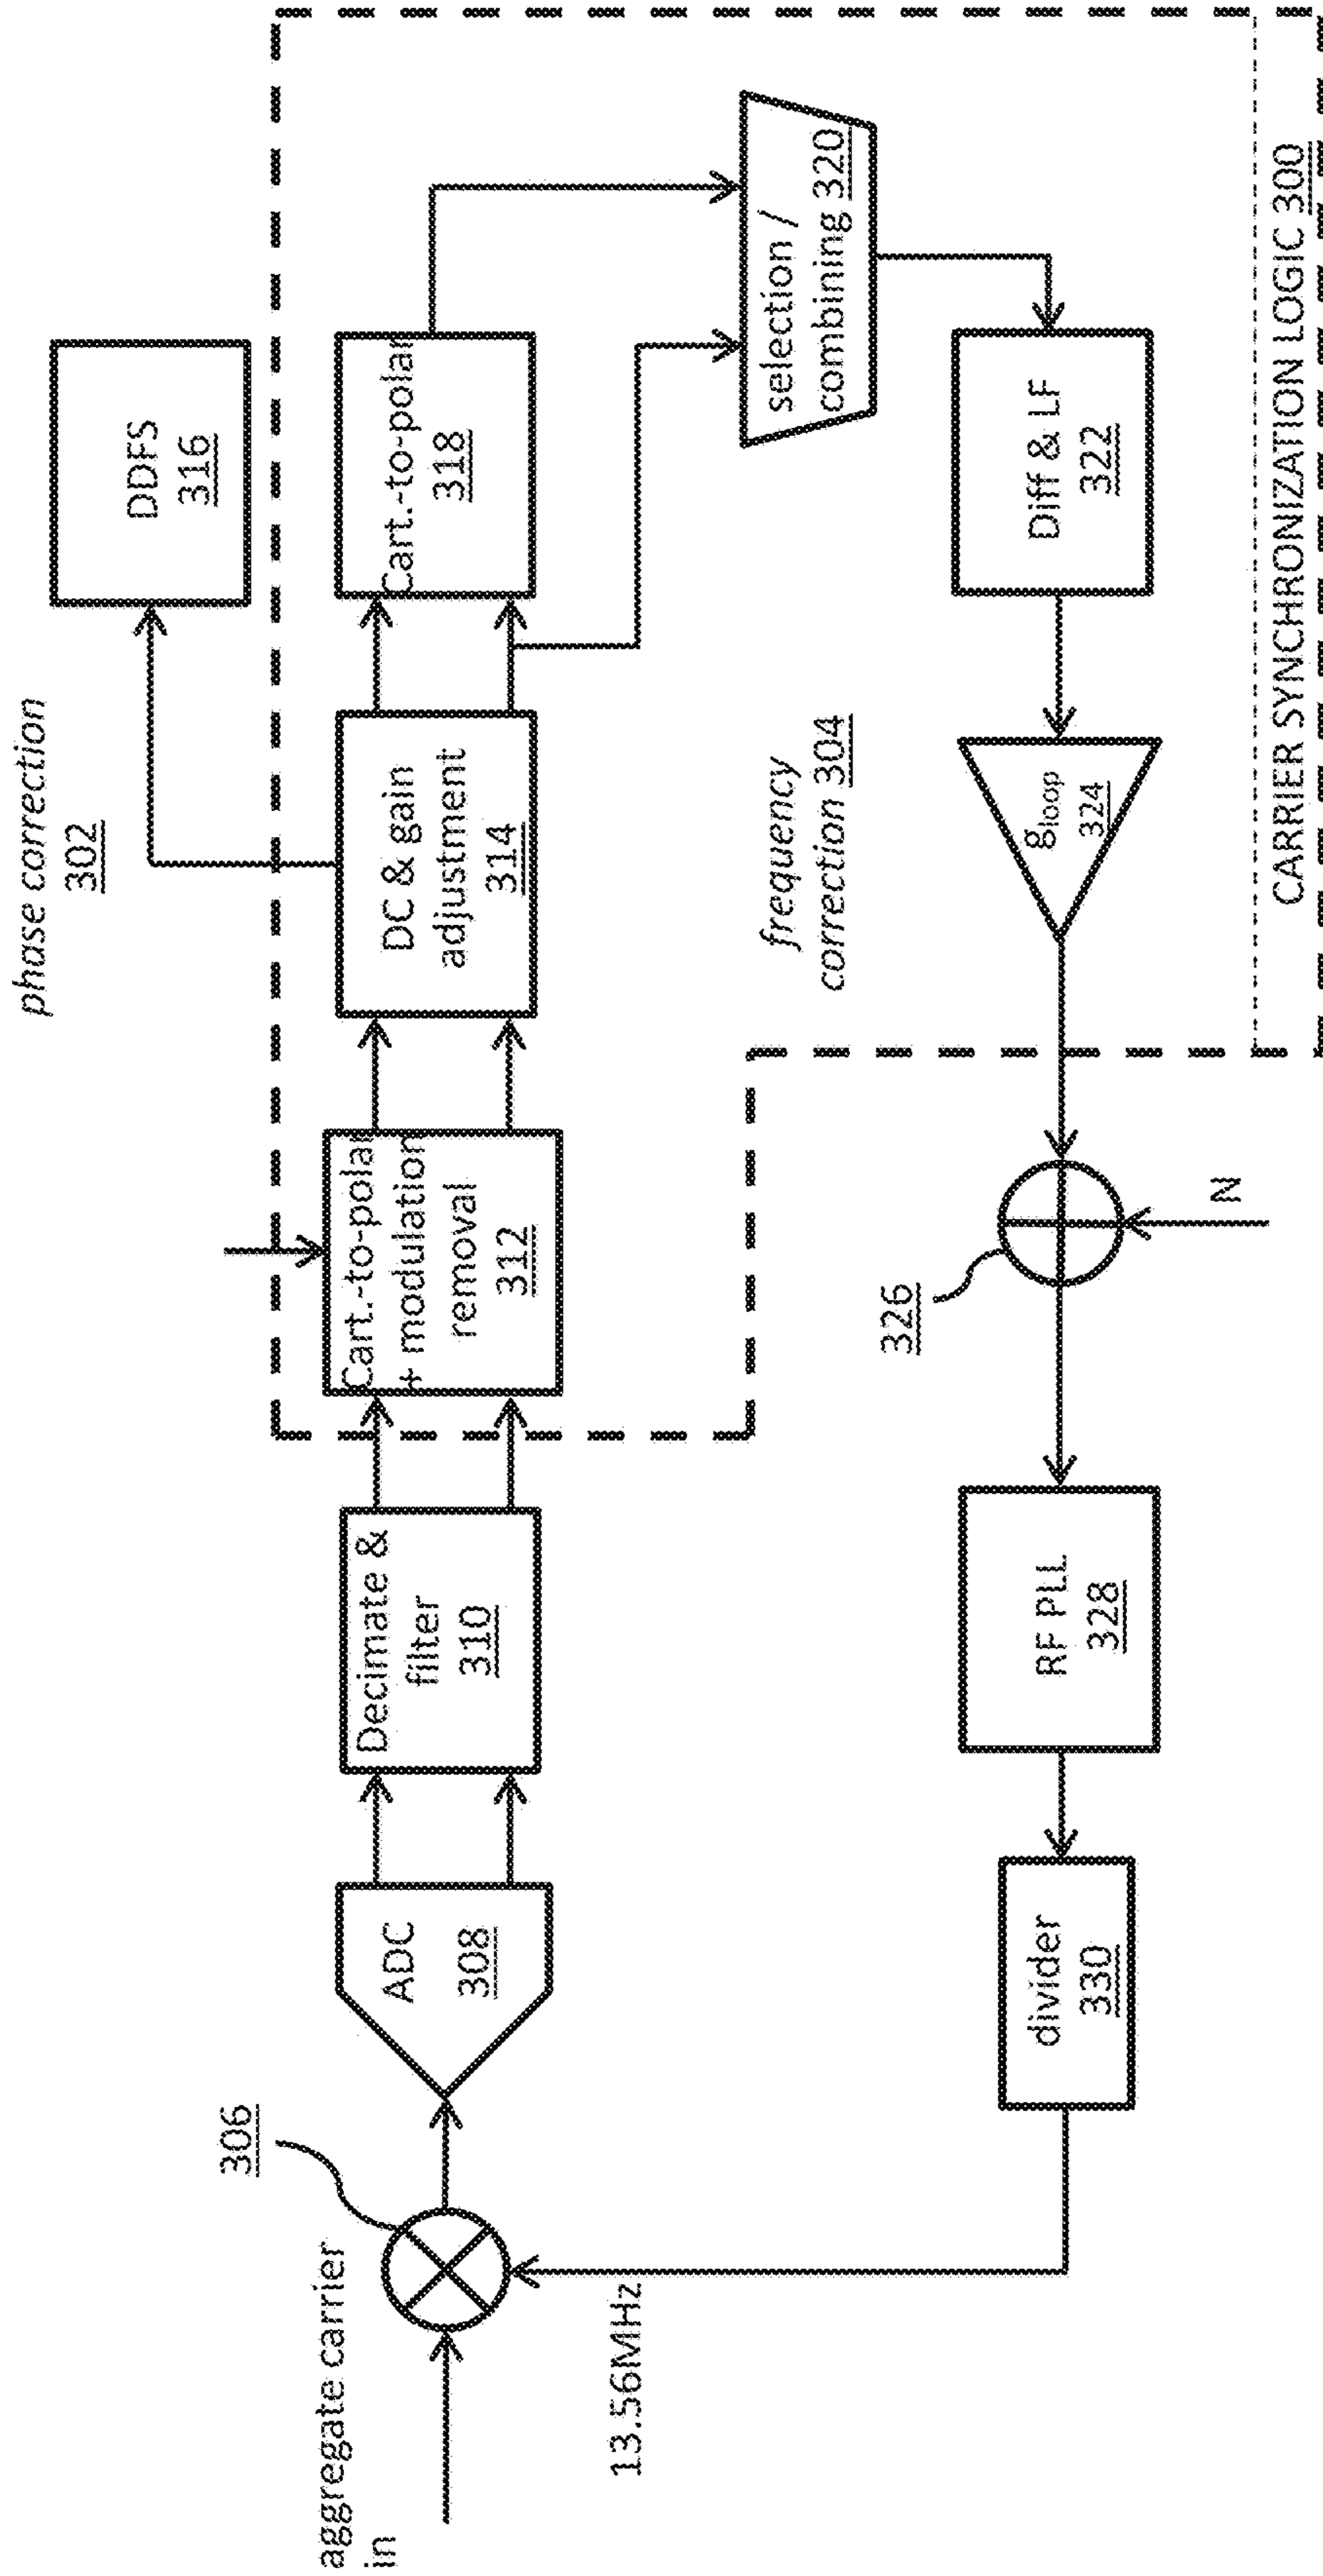 phase correction
302
DDFS
316
aggregate carrier
in
306
ADC
308
Decimate &
filter
310
Cart.-to-polar
+ modulation
removal
312
DC & gain
adjustment
314
Cart.-to-polar
318
selection /
combining 320
13.56MHz
frequency
correction 304
divider
330
RF PLL
328
326
N
gloop
324
Diff & LF
322
CARRIER SYNCHRONIZATION LOGIC 300